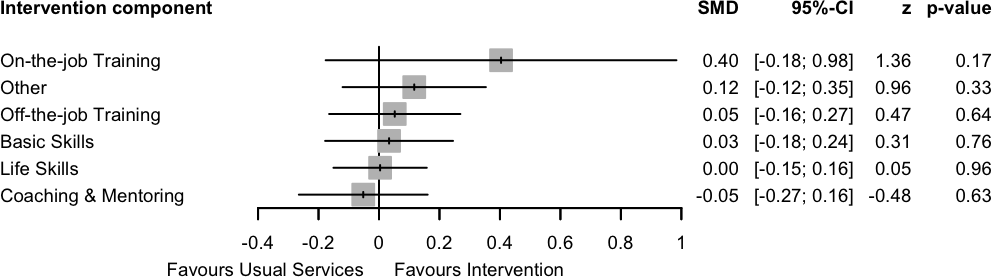 Intervention component SMD 95%-CI z p-value
On-the-job Training 0.40 [-0.18; 0.98] 1.36 0.17
Other 0.12 [-0.12; 0.35] 0.96 0.33
Off-the-job Training 0.05 [-0.16; 0.27] 0.47 0.64
Basic Skills 0.03 [-0.18; 0.24] 0.31 0.76
Life Skills 0.00 [-0.15; 0.16] 0.05 0.96
Coaching & Mentoring -0.05 [-0.27; 0.16] -0.48 0.63
-0.4 -0.2 0 0.2 0.4 0.6 0.8 1
Favours Usual Services Favours Intervention